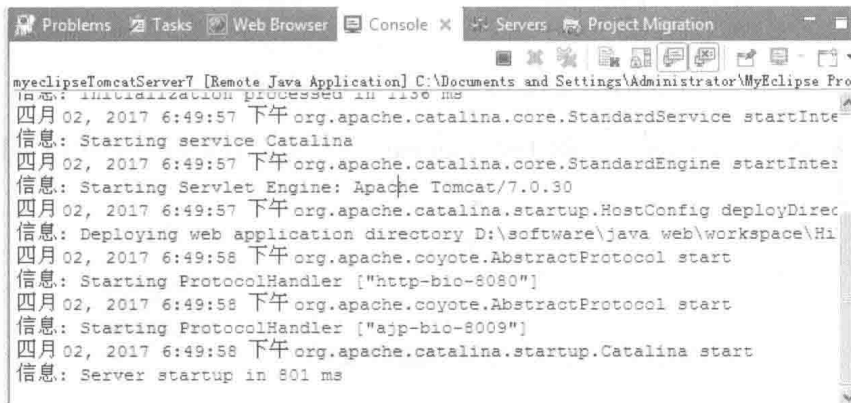 Problems Tasks Web Browser Console Servers Project Migration
myeclipseTomcatServer7 [Remote Java Application] C:\Documents and Settings\Administrator\MyEclipse Pro
信息: Initialization processed in 1136 ms
四月 02, 2017 6:49:57 下午 org.apache.catalina.core.StandardService startInte
信息: Starting service Catalina
四月 02, 2017 6:49:57 下午 org.apache.catalina.core.StandardEngine startInter
信息: Starting Servlet Engine: Apache Tomcat/7.0.30
四月 02, 2017 6:49:57 下午 org.apache.catalina.startup.HostConfig deployDirec
信息: Deploying web application directory D:\software\java web\workspace\Hi
四月 02, 2017 6:49:58 下午 org.apache.coyote.AbstractProtocol start
信息: Starting ProtocolHandler ["http-bio-8080"]
四月 02, 2017 6:49:58 下午 org.apache.coyote.AbstractProtocol start
信息: Starting ProtocolHandler ["ajp-bio-8009"]
四月 02, 2017 6:49:58 下午 org.apache.catalina.startup.Catalina start
信息: Server startup in 801 ms